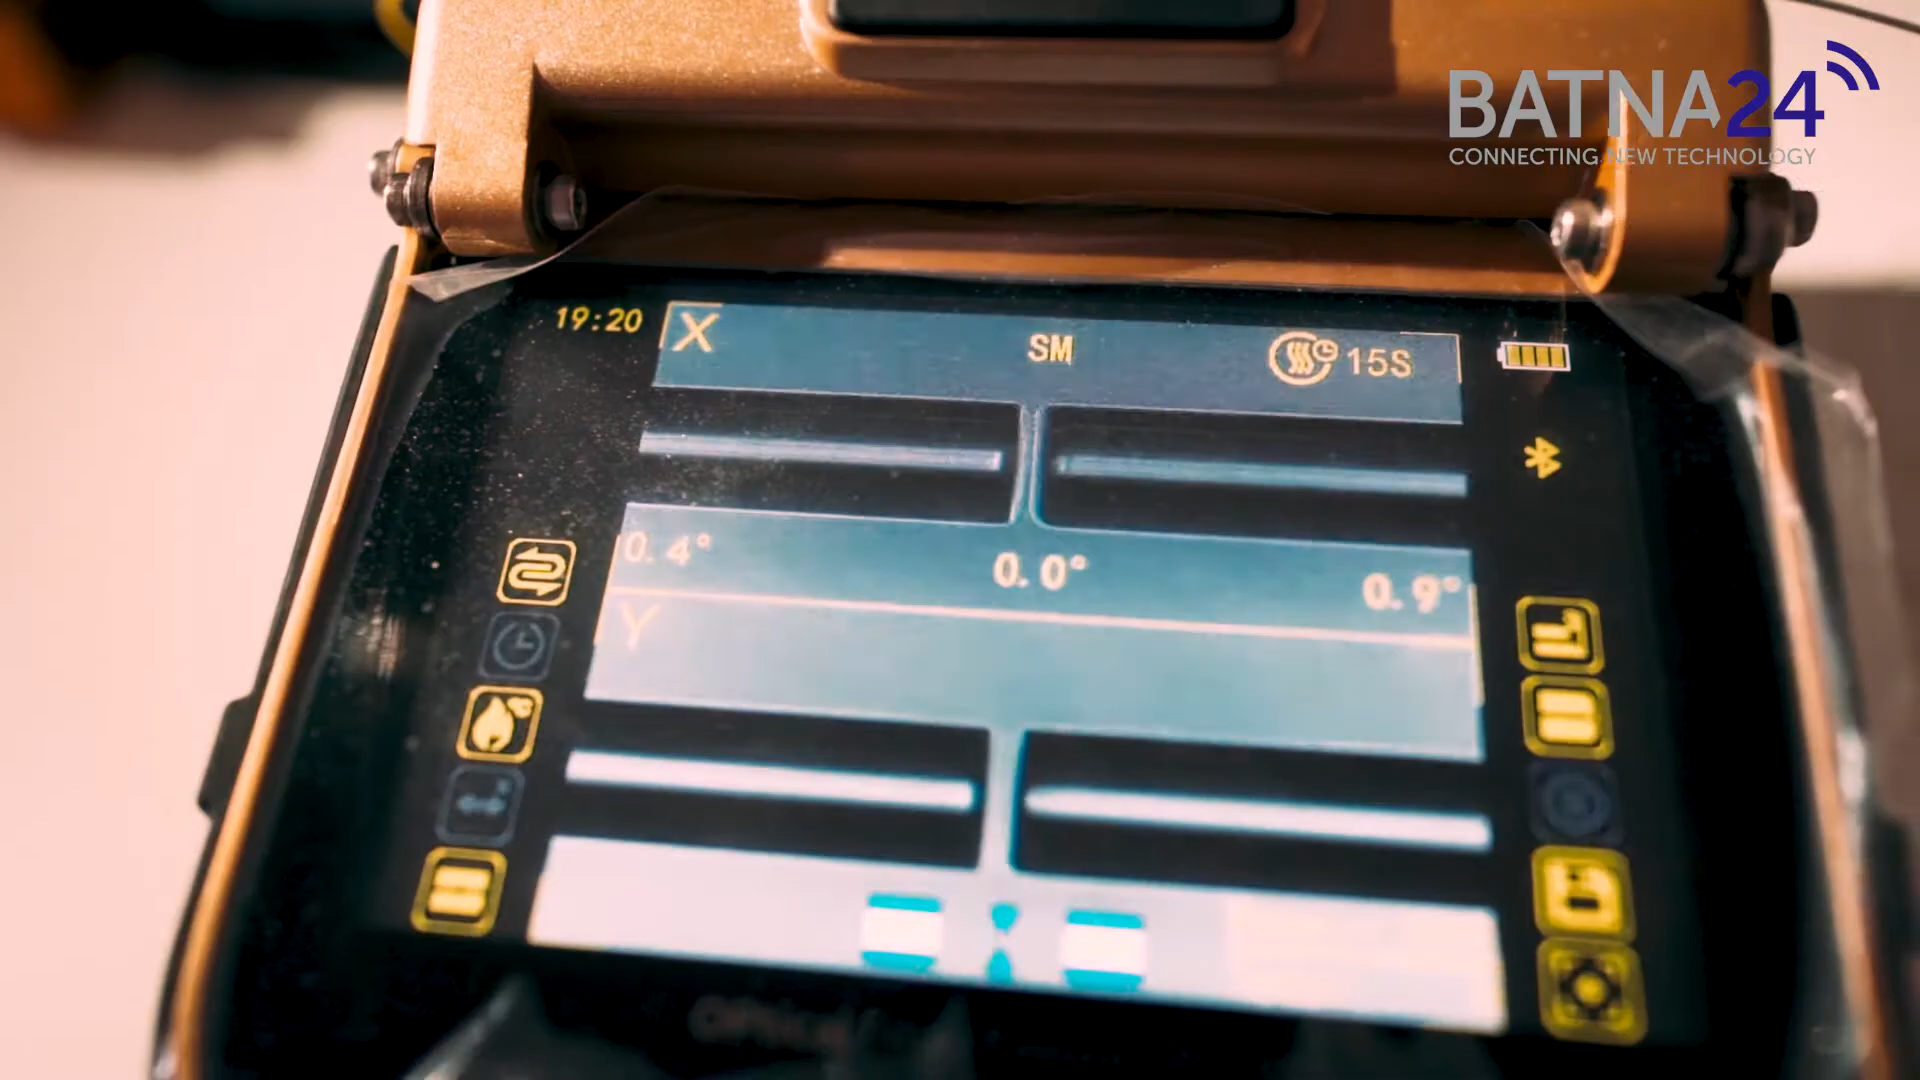 BATNA24
CONNECTING NEW TECHNOLOGY
19:20
X
SM
15S
0.4°
0.0°
0.9°
Y